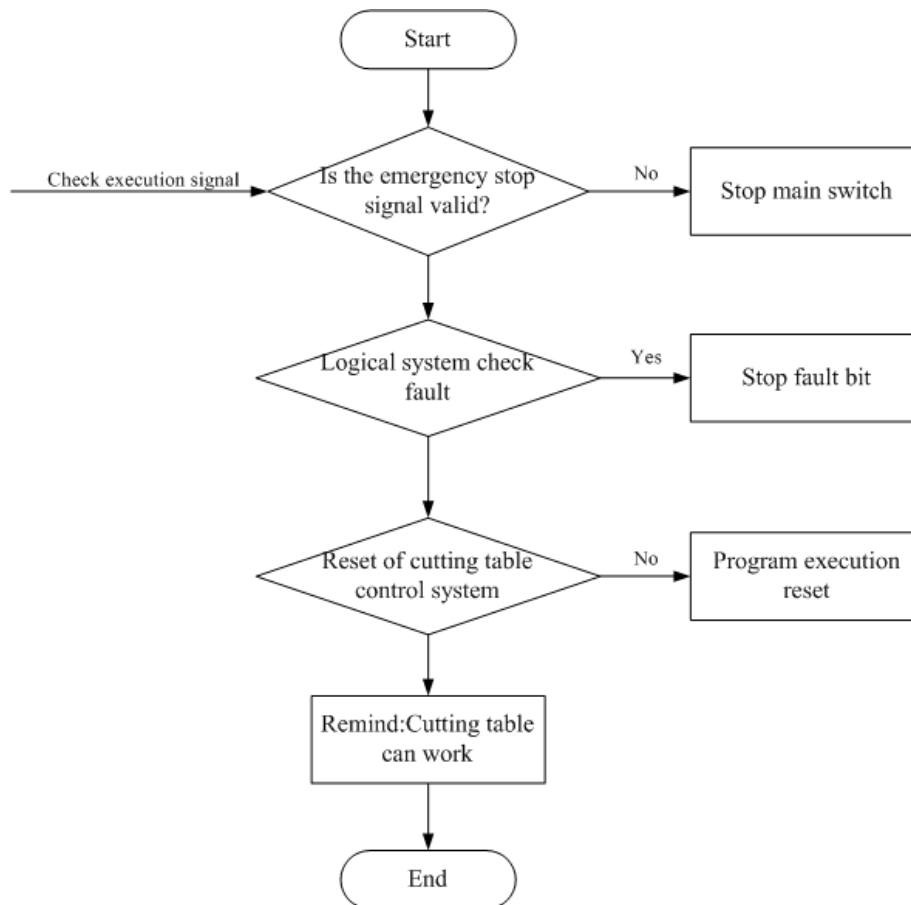 Start
Check execution signal
Is the emergency stop
signal valid?
No
Stop main switch
Logical system check
fault
Yes
Stop fault bit
Reset of cutting table
control system
No
Program execution
reset
Remind:Cutting table
can work
End